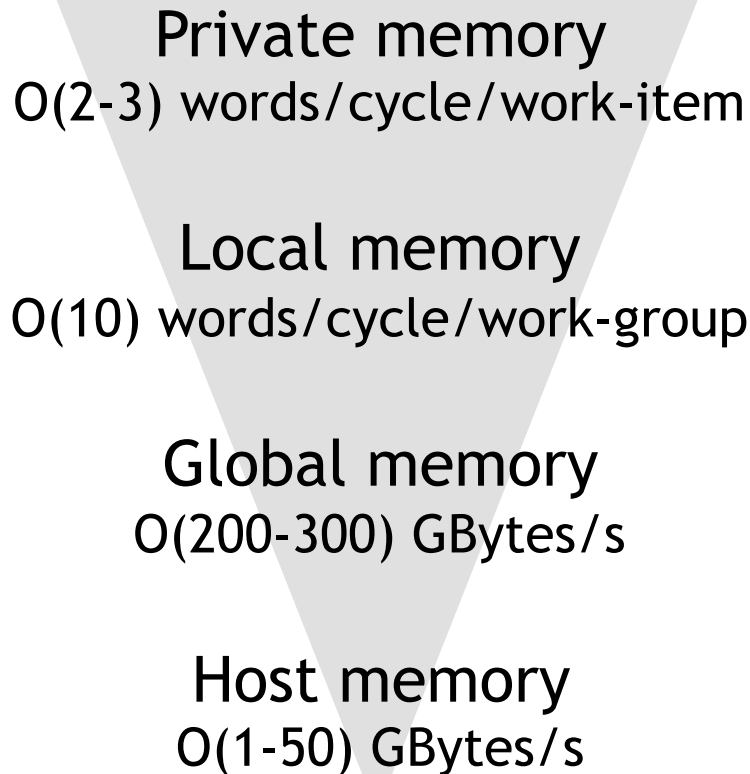 Private memory
O(2-3) words/cycle/work-item
Local memory
O(10) words/cycle/work-group
Global memory
O(200-300) GBytes/s
Host memory
O(1-50) GBytes/s